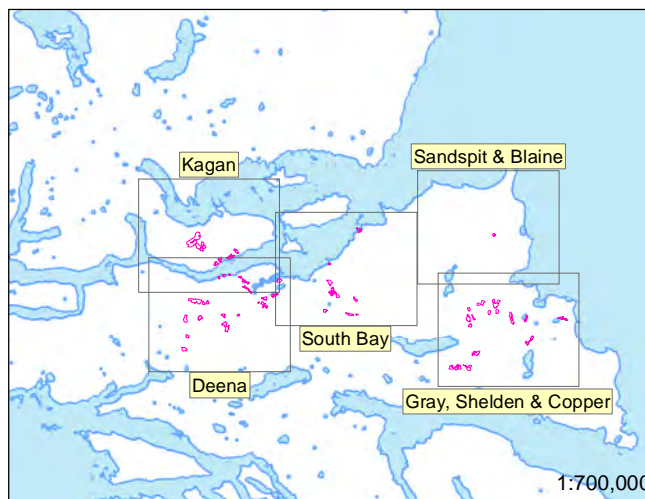 Sandspit & Blaine
Kagan
South Bay
Deena
Gray, Shelden & Copper
1:700,000